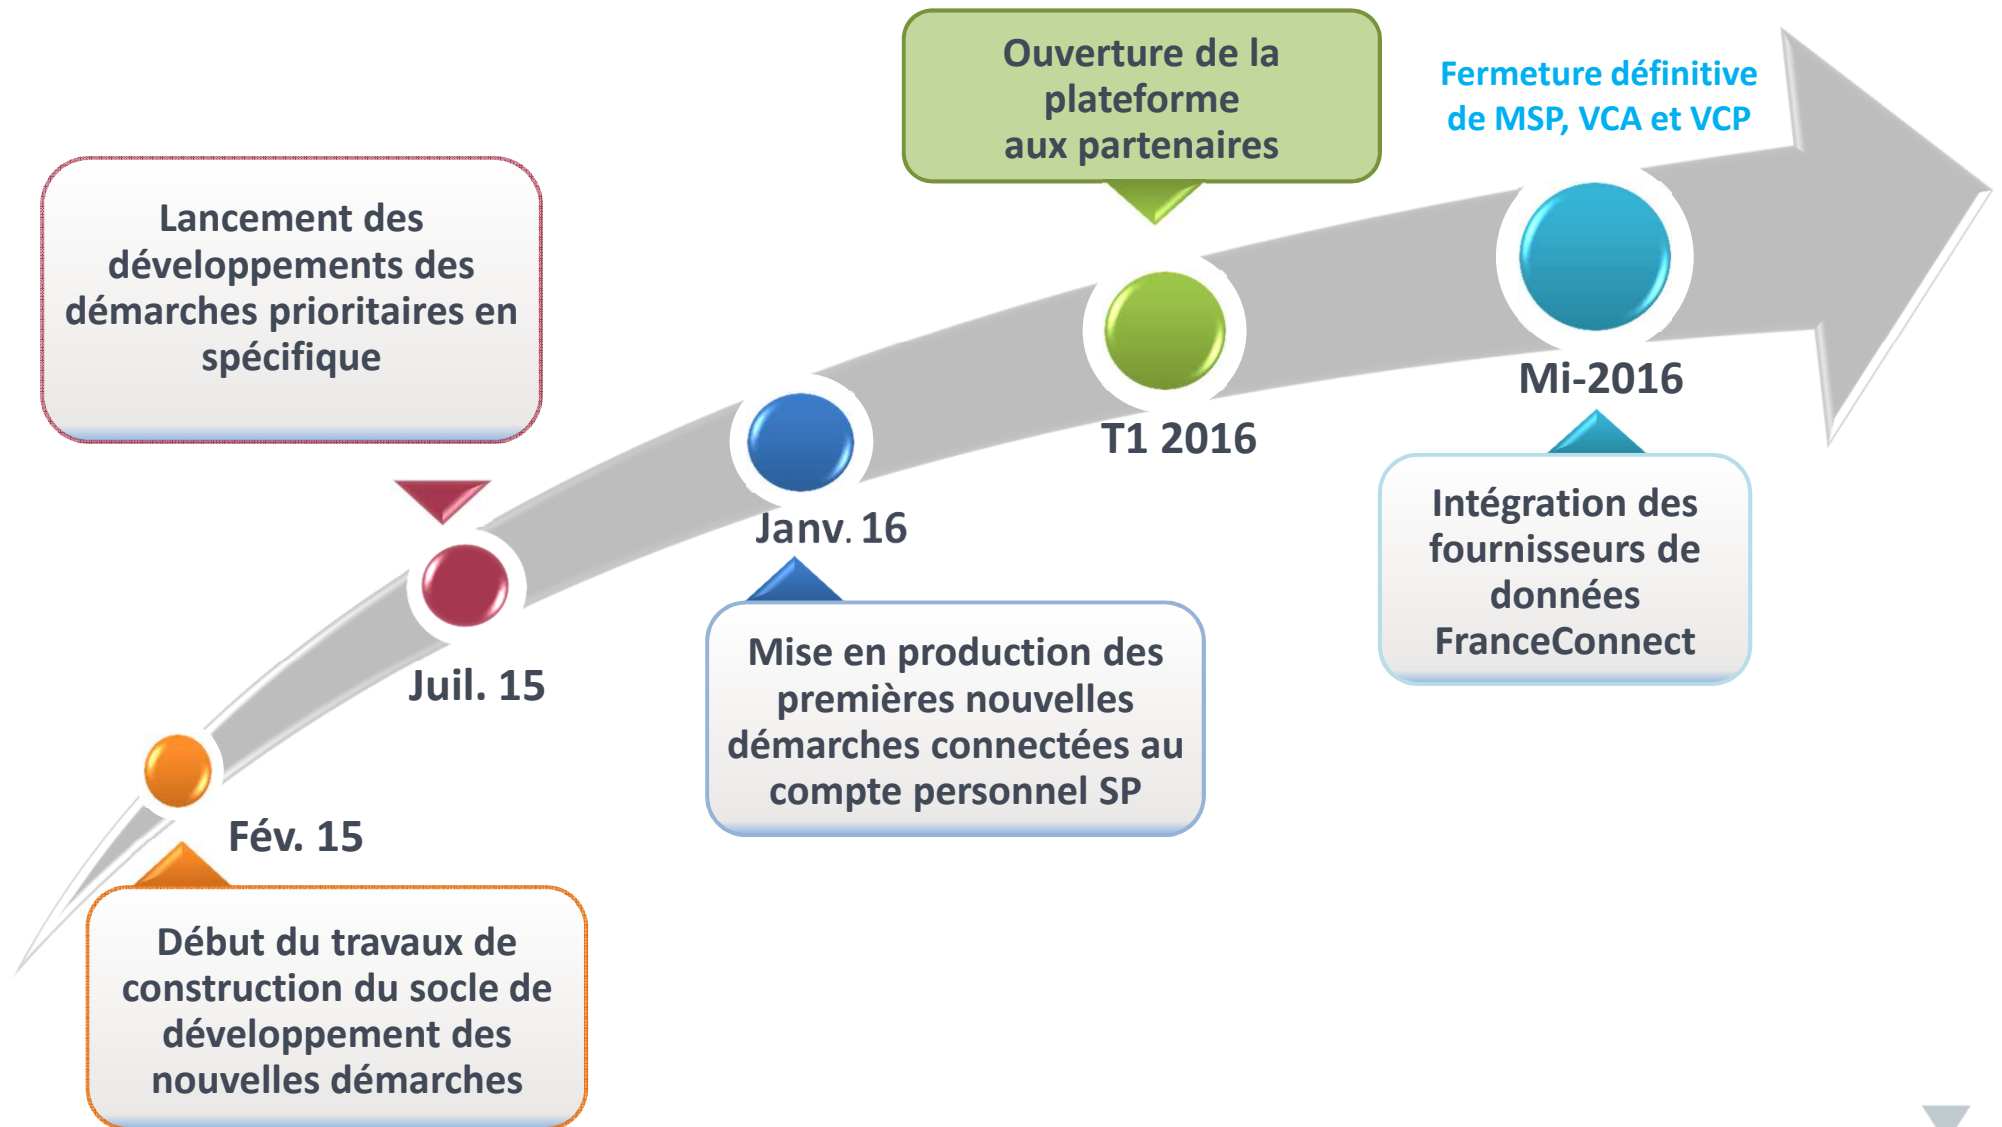 Ouverture de la
plateforme
aux partenaires
Fermeture définitive
de MSP, VCA et VCP
Lancement des
développements des
démarches prioritaires en
spécifique
Mi-2016
T1 2016
Janv. 16
Intégration des
fournisseurs de
données
FranceConnect
Juil. 15
Mise en production des
premières nouvelles
démarches connectées au
compte personnel SP
Fév. 15
Début du travaux de
construction du socle de
développement des
nouvelles démarches